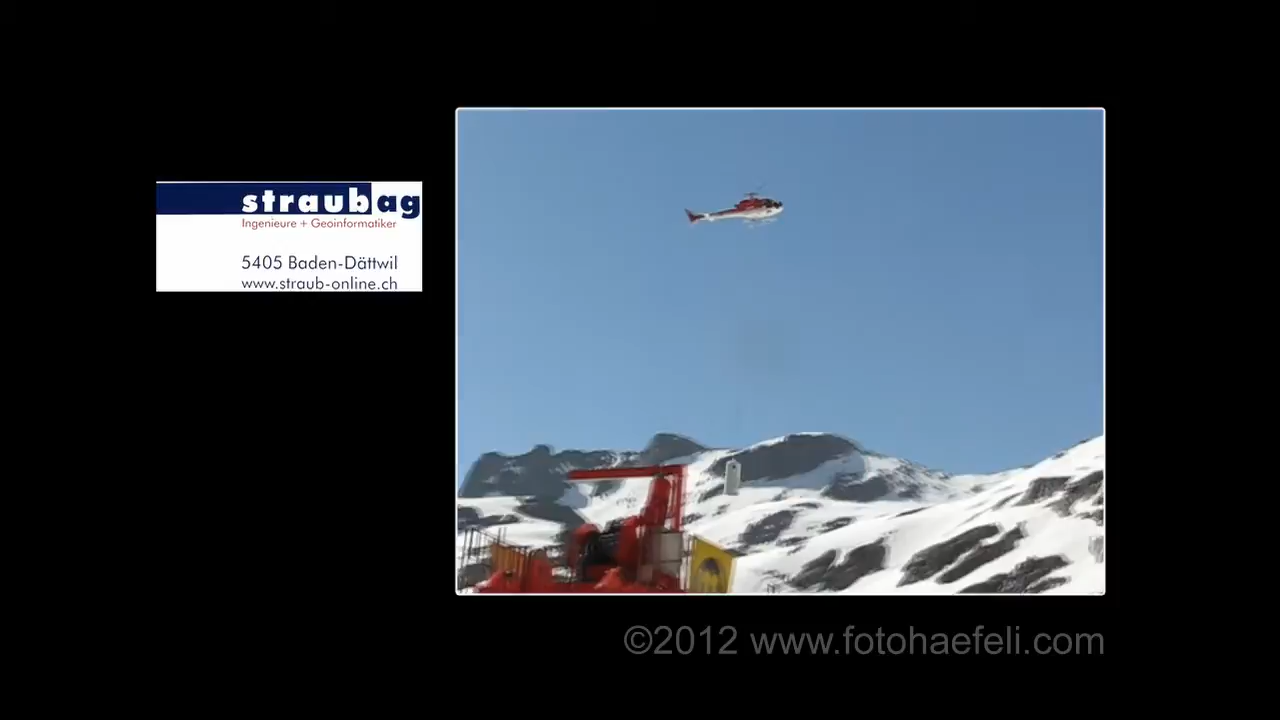 straubag
Ingenieure + Geoinformatiker
5405 Baden-Dättwil
www.straub-online.ch
©2012 www.fotohaefeli.com